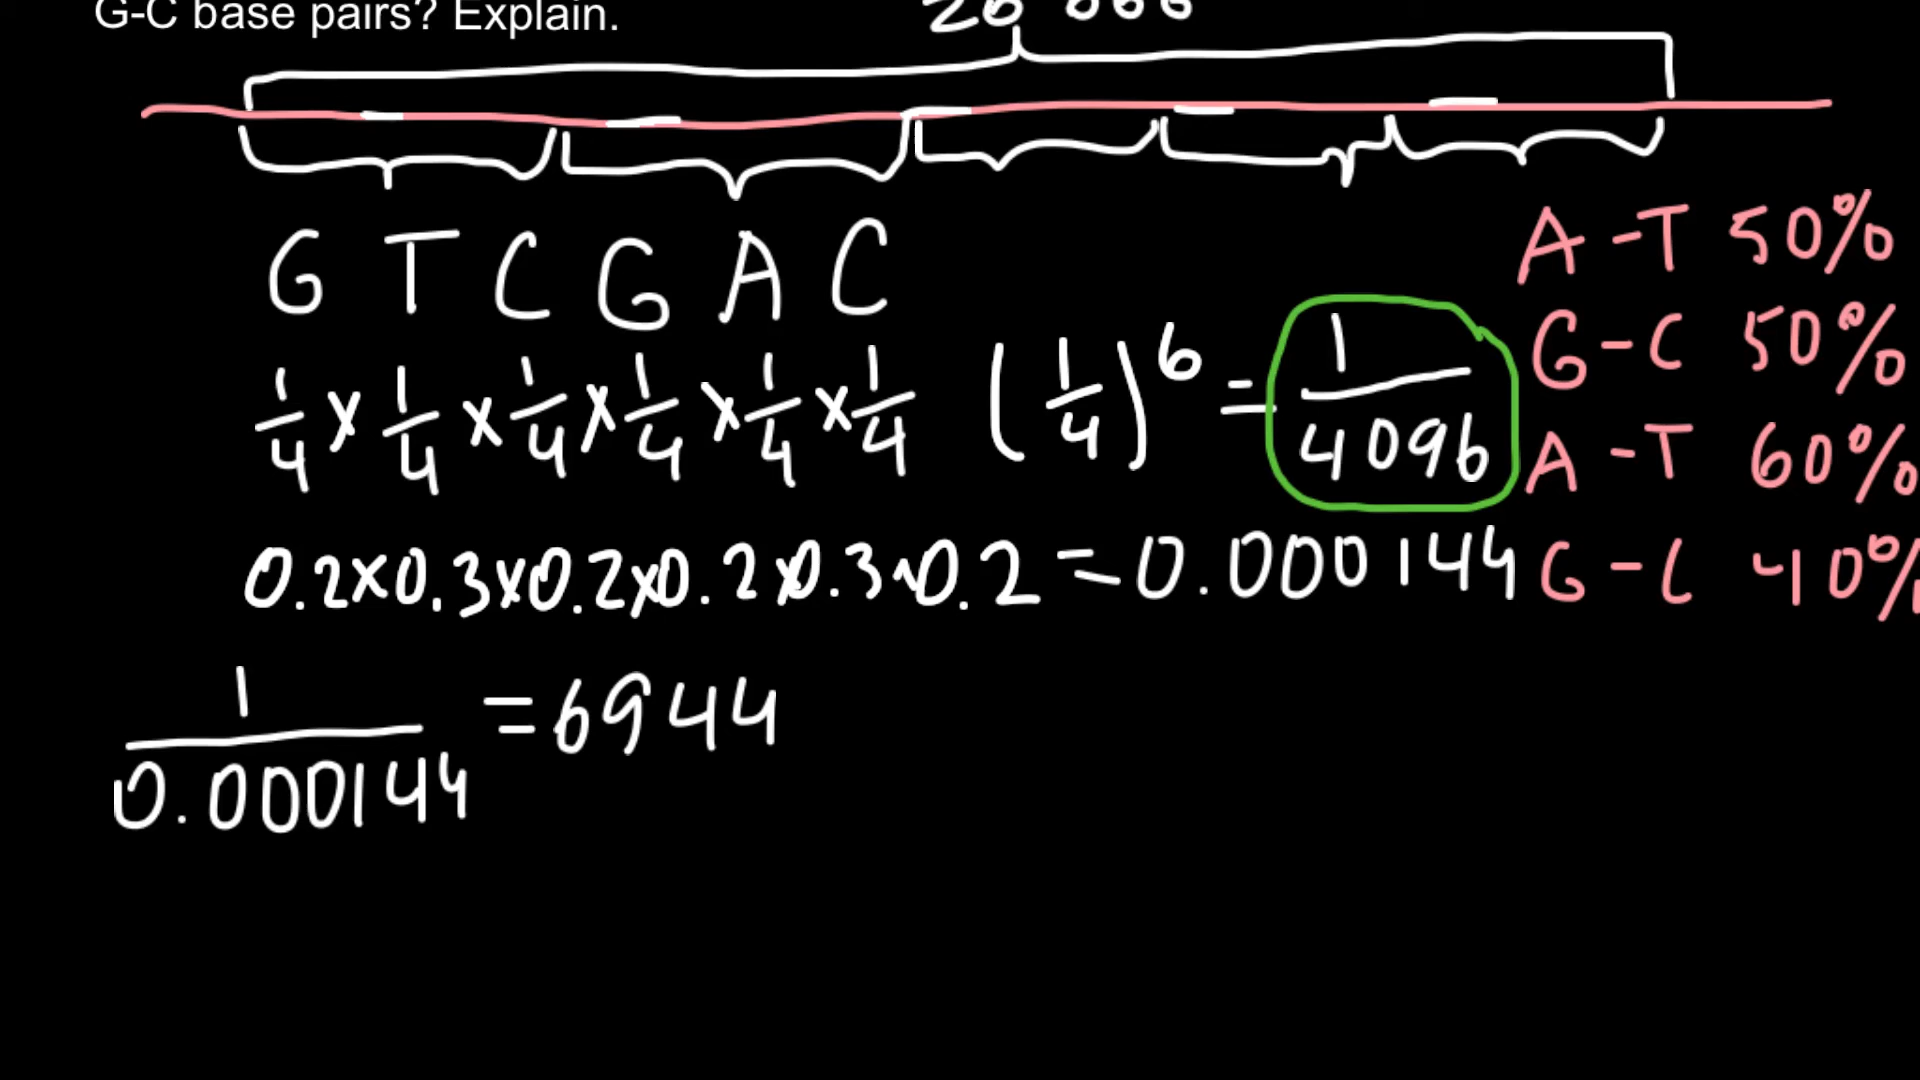 G-C base pairs? Explain.
G T C G A C
A-T 50%
G-C 50%
1/4 x 1/4 x 1/4 x 1/4 x 1/4 x 1/4 (1/4)^6 = 1/4096
A-T 60%
0.2x0.3x0.2x0.2x0.3x0.2=0.000144
G-C 40%
1/0.000144 = 6944